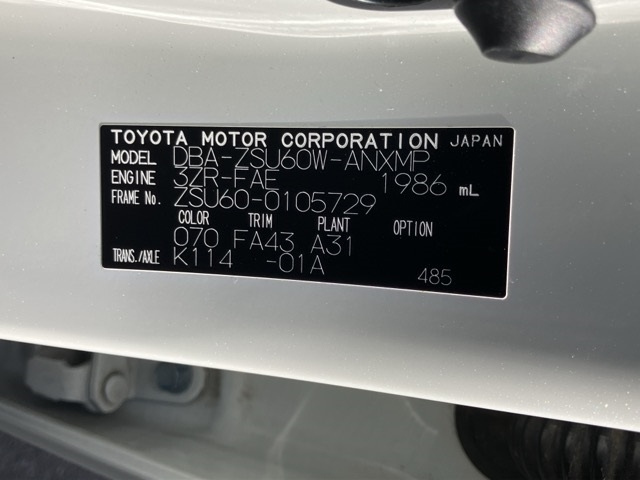 TOYOTA MOTOR CORPORATION JAPAN
MODEL DBA-ZSU60W-ANXMP
ENGINE 3ZR-FAE 1986 mL
FRAME No. ZSU60-0105729
COLOR TRIM PLANT OPTION
070 FA43 A31
TRANS./AXLE K114 -01A
485